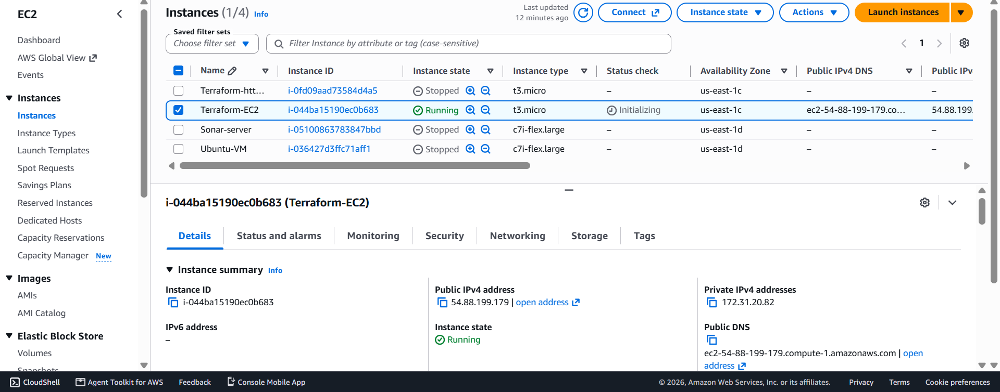 EC2
Dashboard
AWS Global View
Events
Instances
Instances
Instance Types
Launch Templates
Spot Requests
Savings Plans
Reserved Instances
Dedicated Hosts
Capacity Reservations
Capacity Manager New
Images
AMIs
AMI Catalog
Elastic Block Store
Volumes
Snapshots
Instances (1/4) Info
Last updated
12 minutes ago
Connect
Instance state
Actions
Launch instances
Saved filter sets
Choose filter set
Filter Instance by attribute or tag (case-sensitive)
1
Name Instance ID Instance state Instance type Status check Availability Zone Public IPv4 DNS Public IPv
Terraform-htt... i-0fd09aad73584d4a5 Stopped t3.micro – us-east-1c – –
Terraform-EC2 i-044ba15190ec0b683 Running t3.micro Initializing us-east-1c ec2-54-88-199-179.co... 54.88.199.
Sonar-server i-05100863783847bbd Stopped c7i-flex.large – us-east-1d – –
Ubuntu-VM i-036427d3ffc71aff1 Stopped c7i-flex.large – us-east-1d – –
i-044ba15190ec0b683 (Terraform-EC2)
Details Status and alarms Monitoring Security Networking Storage Tags
Instance summary Info
Instance ID
i-044ba15190ec0b683
Public IPv4 address
54.88.199.179 | open address
Private IPv4 addresses
172.31.20.82
IPv6 address
–
Instance state
Running
Public DNS
ec2-54-88-199-179.compute-1.amazonaws.com | open
address
CloudShell Agent Toolkit for AWS Feedback Console Mobile App © 2026, Amazon Web Services, Inc. or its affiliates. Privacy Terms Cookie preferences